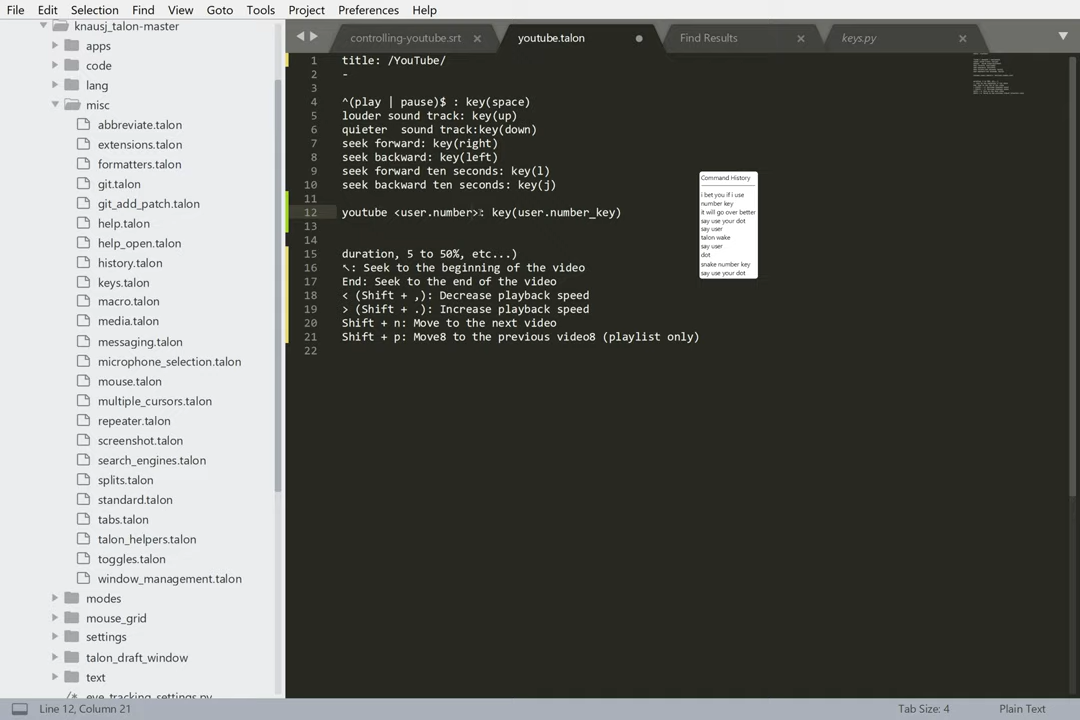 File Edit Selection Find View Goto Tools Project Preferences Help
knausj_talon-master
apps
code
lang
misc
abbreviate.talon
extensions.talon
formatters.talon
git.talon
git_add_patch.talon
help.talon
help_open.talon
history.talon
keys.talon
macro.talon
media.talon
messaging.talon
microphone_selection.talon
mouse.talon
multiple_cursors.talon
repeater.talon
screenshot.talon
search_engines.talon
splits.talon
standard.talon
tabs.talon
talon_helpers.talon
toggles.talon
window_management.talon
modes
mouse_grid
settings
talon_draft_window
text
eye_tracking_settings.py
controlling-youtube.srt × youtube.talon Find Results × keys.py ×
1 title: /YouTube/
2 -
3
4 ^(play | pause)$ : key(space)
5 louder sound track: key(up)
6 quieter  sound track:key(down)
7 seek forward: key(right)
8 seek backward: key(left)
9 seek forward ten seconds: key(l)
10 seek backward ten seconds: key(j)
11
12 youtube <user.number>: key(user.number_key)
13
14
15 duration, 5 to 50%, etc...)
16 ↖: Seek to the beginning of the video
17 End: Seek to the end of the video
18 < (Shift + ,): Decrease playback speed
19 > (Shift + .): Increase playback speed
20 Shift + n: Move to the next video
21 Shift + p: Move8 to the previous video8 (playlist only)
22
Command History
i bet you if i use
number key
it will go over better
say use your dot
say user
talon wake
say user
dot
snake number key
say use your dot
Line 12, Column 21 Tab Size: 4 Plain Text